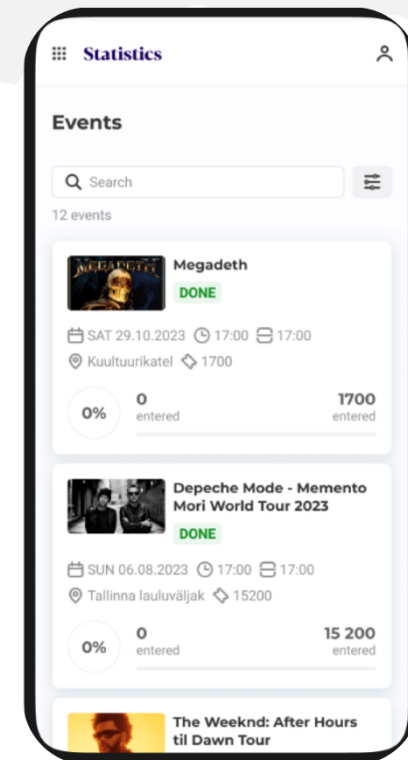 Statistics
Events
Search
12 events
MEGADETH
Megadeth
DONE
SAT 29.10.2023 17:00 17:00
Kuultuurikatel 1700
0% 0 1700
entered entered
Depeche Mode - Memento
Mori World Tour 2023
DONE
SUN 06.08.2023 17:00 17:00
Tallinna lauluväljak 15200
0% 0 15 200
entered entered
The Weeknd: After Hours
til Dawn Tour